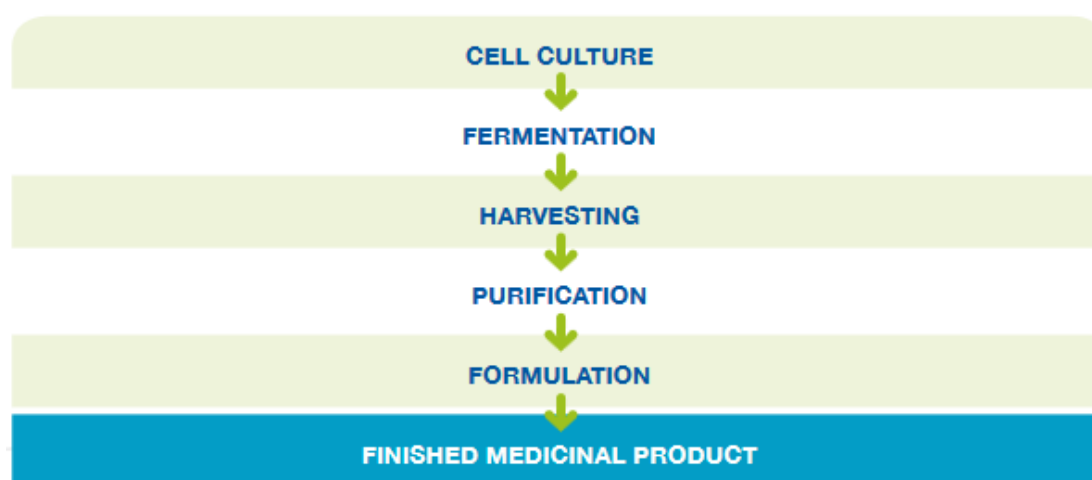 CELL CULTURE
FERMENTATION
HARVESTING
PURIFICATION
FORMULATION
FINISHED MEDICINAL PRODUCT